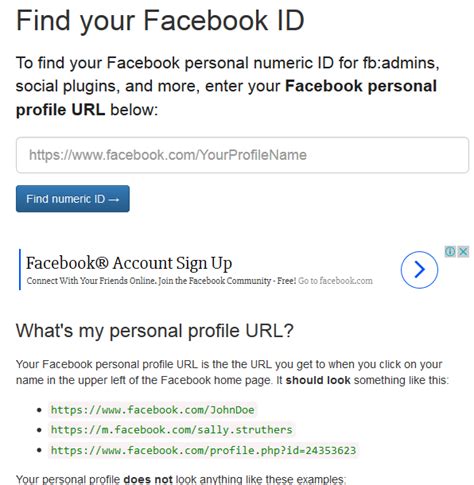 Find your Facebook ID
To find your Facebook personal numeric ID for fb:admins,
social plugins, and more, enter your Facebook personal
profile URL below:
https://www.facebook.com/YourProfileName
Find numeric ID →
Facebook® Account Sign Up
Connect With Your Friends Online. Join the Facebook Community - Free! Go to facebook.com
What's my personal profile URL?
Your Facebook personal profile URL is the the URL you get to when you click on your
name in the upper left of the Facebook home page. It should look something like this:
• https://www.facebook.com/JohnDoe
• https://m.facebook.com/sally.struthers
• https://www.facebook.com/profile.php?id=24353623
Your personal profile does not look anything like these examples: